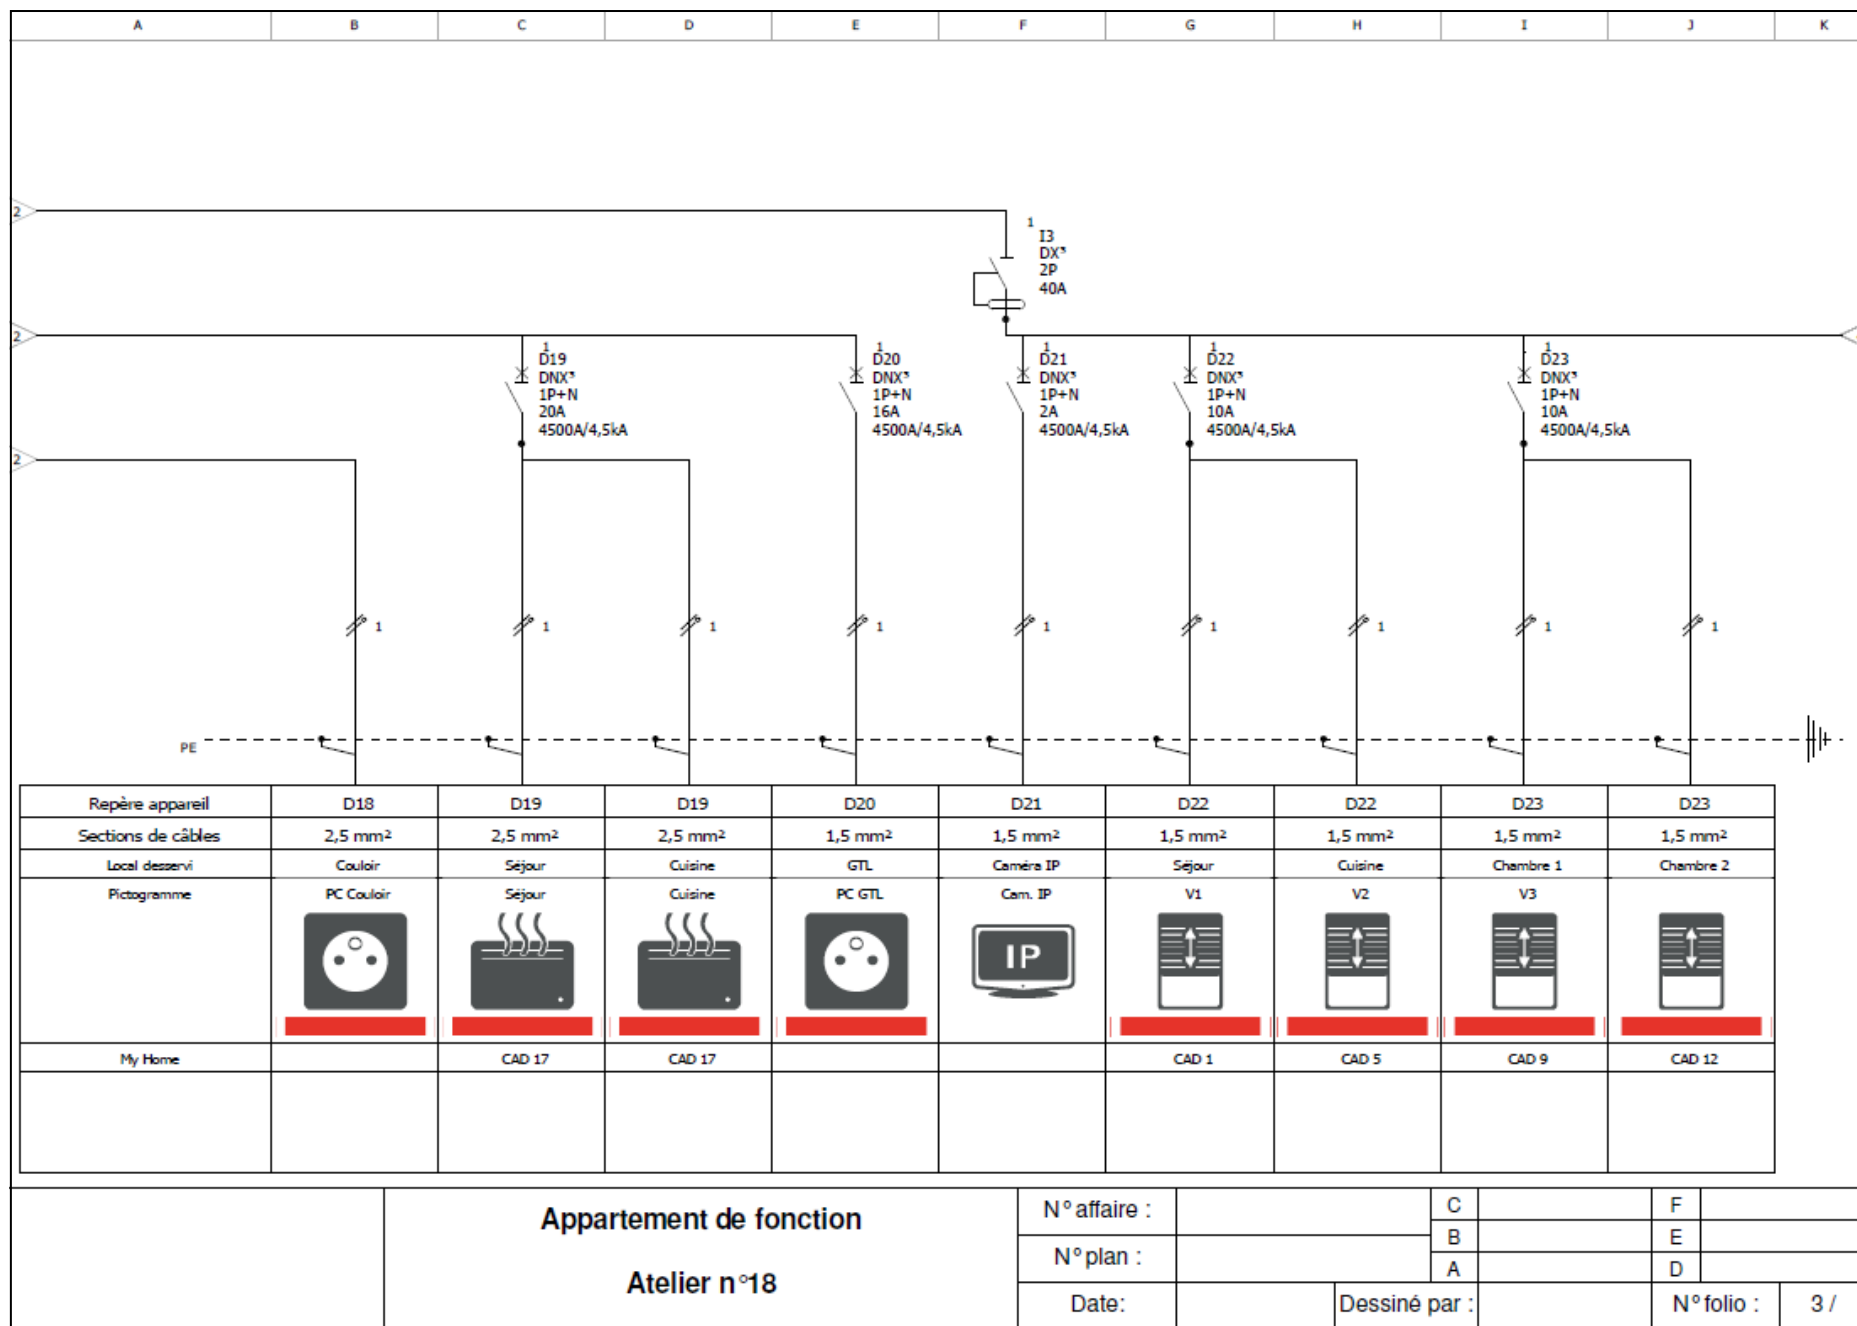 A B C D E F G H I J K
2
1
I3
DX³
2P
40A
2
1
D19
DNX³
1P+N
20A
4500A/4,5kA
1
D20
DNX³
1P+N
16A
4500A/4,5kA
1
D21
DNX³
1P+N
2A
4500A/4,5kA
1
D22
DNX³
1P+N
10A
4500A/4,5kA
1
D23
DNX³
1P+N
10A
4500A/4,5kA
2
1 1 1 1 1 1 1 1 1
PE
Repère appareil D18 D19 D19 D20 D21 D22 D22 D23 D23
Sections de câbles 2,5 mm² 2,5 mm² 2,5 mm² 1,5 mm² 1,5 mm² 1,5 mm² 1,5 mm² 1,5 mm² 1,5 mm²
Local desservi Couloir Séjour Cuisine GTL Caméra IP Séjour Cuisine Chambre 1 Chambre 2
Pictogramme PC Couloir Séjour Cuisine PC GTL Cam. IP V1 V2 V3
IP
My Home CAD 17 CAD 17 CAD 1 CAD 5 CAD 9 CAD 12
Appartement de fonction
Atelier n°18
N° affaire : C F
B E
N° plan :
A D
Date: Dessiné par : N° folio : 3 /